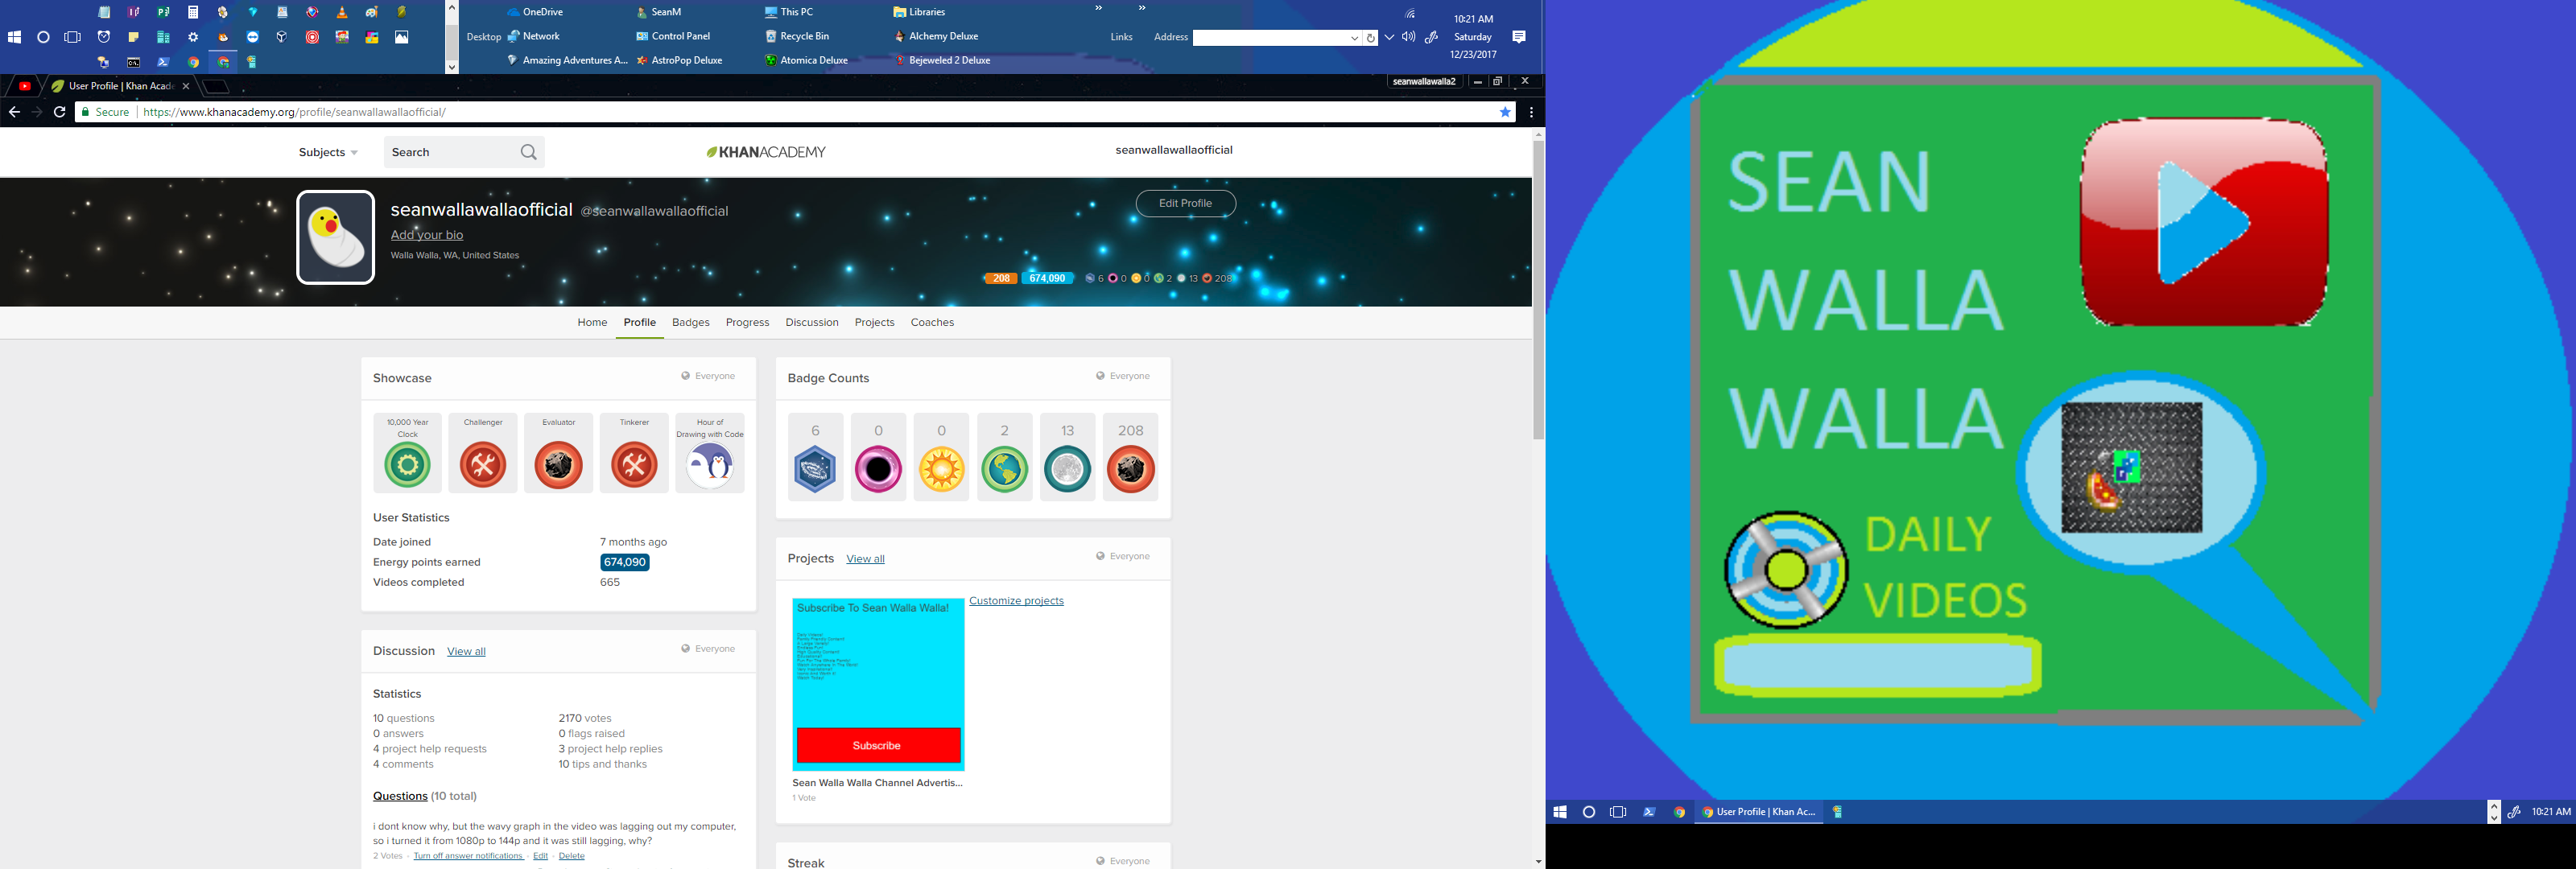 OneDrive
SeanM
This PC
Libraries
Desktop
Network
Control Panel
Recycle Bin
Alchemy Deluxe
Links
Address
Amazing Adventures A...
AstroPop Deluxe
Atomica Deluxe
Bejeweled 2 Deluxe
10:21 AM
Saturday
12/23/2017
User Profile | Khan Acade
seanwallawalla2
Secure
https://www.khanacademy.org/profile/seanwallawallaofficial/
Subjects
Search
KHANACADEMY
seanwallawallaofficial
seanwallawallaofficial @seanwallawallaofficial
Edit Profile
Add your bio
Walla Walla, WA, United States
208 674,090 6 0 0 2 13 208
Home Profile Badges Progress Discussion Projects Coaches
Showcase
Everyone
10,000 Year
Clock
Challenger
Evaluator
Tinkerer
Hour of
Drawing with Code
User Statistics
Date joined 7 months ago
Energy points earned 674,090
Videos completed 665
Discussion View all
Everyone
Statistics
10 questions 2170 votes
0 answers 0 flags raised
4 project help requests 3 project help replies
4 comments 10 tips and thanks
Questions (10 total)
i dont know why, but the wavy graph in the video was lagging out my computer,
so i turned it from 1080p to 144p and it was still lagging, why?
2 Votes • Turn off answer notifications • Edit • Delete
Badge Counts
Everyone
6 0 0 2 13 208
Projects View all
Everyone
Subscribe To Sean Walla Walla!
Subscribe
Customize projects
Sean Walla Walla Channel Advertis...
1 Vote
Streak
Everyone
SEAN
WALLA
WALLA
DAILY
VIDEOS
User Profile | Khan Ac...
10:21 AM